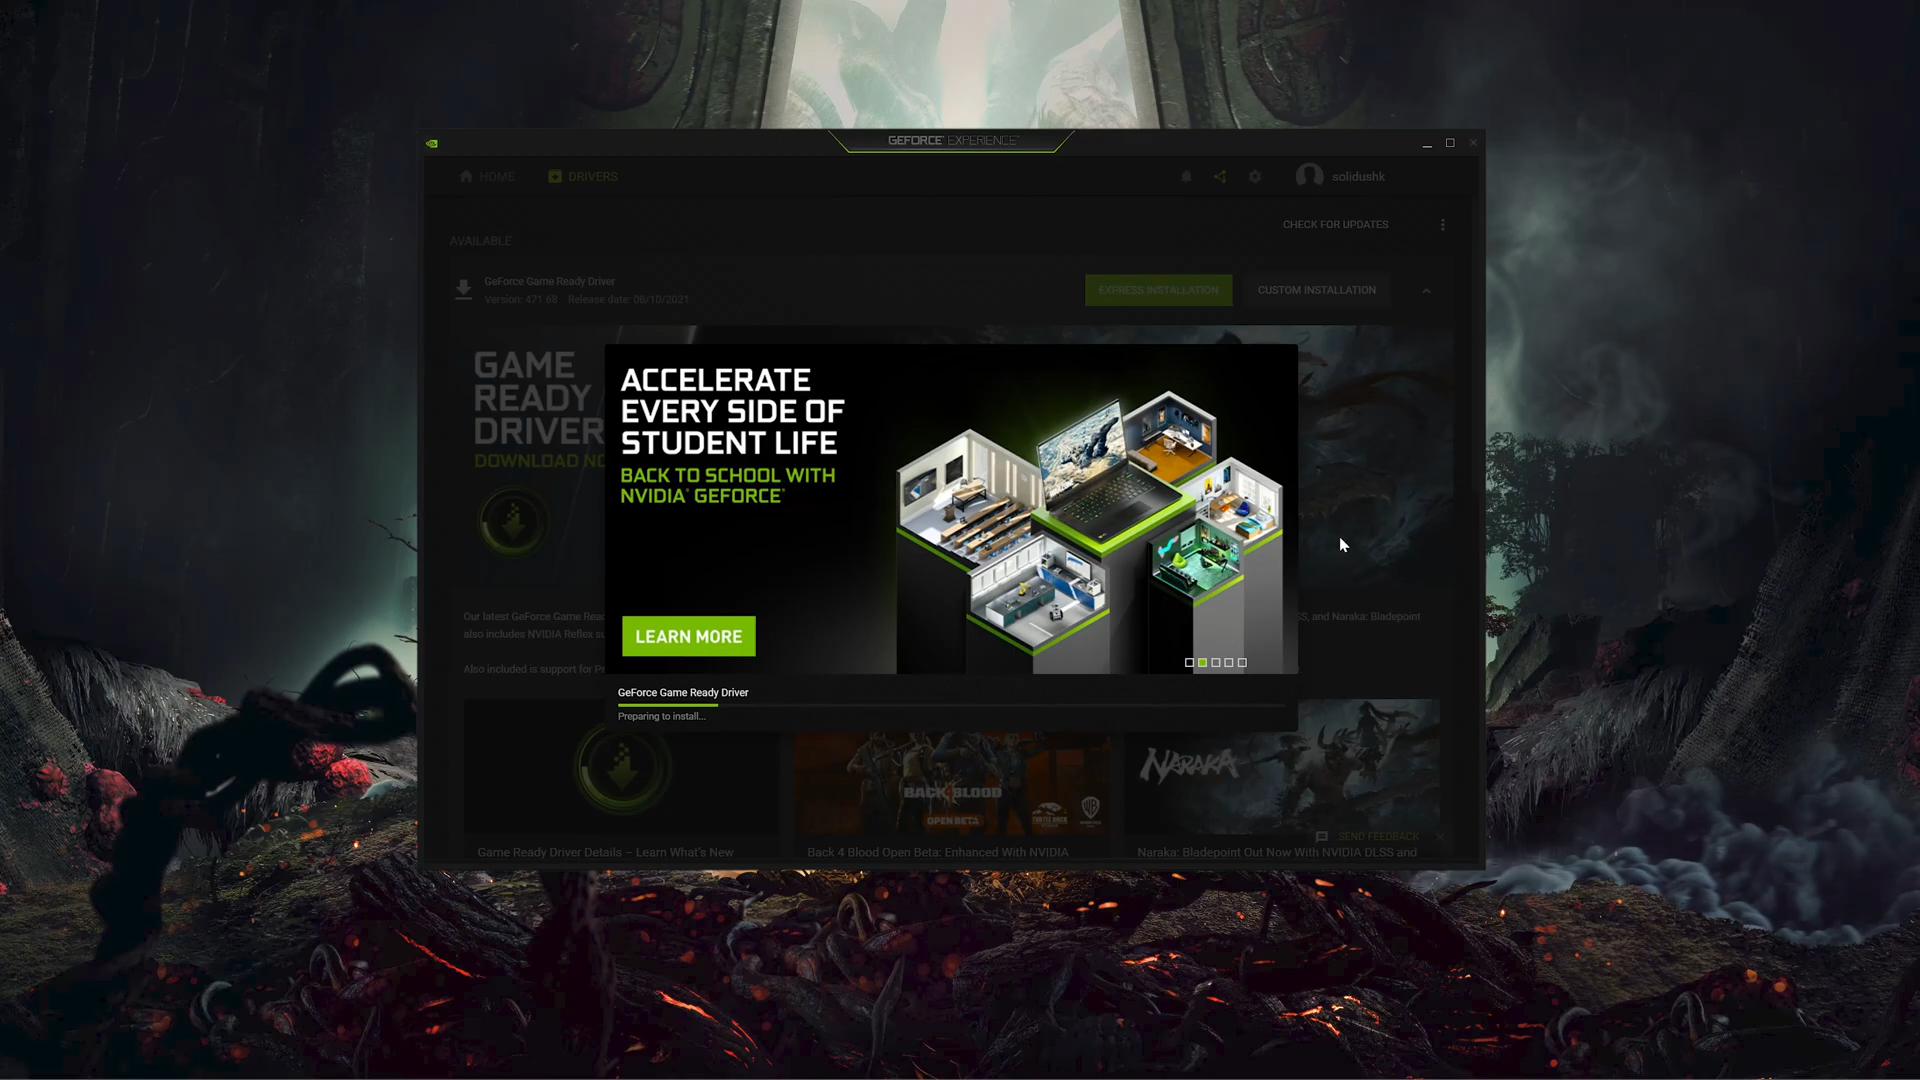 GEFORCE EXPERIENCE
HOME
DRIVERS
solidushk
CHECK FOR UPDATES
AVAILABLE
GeForce Game Ready Driver
Version: 471.68 Release date: 08/10/2021
EXPRESS INSTALLATION
CUSTOM INSTALLATION
GAME
READY
DRIVER
DOWNLOAD
ACCELERATE
EVERY SIDE OF
STUDENT LIFE
BACK TO SCHOOL WITH
NVIDIA® GEFORCE®
LEARN MORE
Our latest GeForce Game
and Naraka: Bladepoint
also includes NVIDIA Reflex
Also included is support for
GeForce Game Ready Driver
Preparing to install...
BACK 4 BLOOD
OPEN BETA
NARAKA
SEND FEEDBACK
Game Ready Driver Details – Learn What's New
Back 4 Blood Open Beta: Enhanced With NVIDIA
Naraka: Bladepoint Out Now With NVIDIA DLSS and